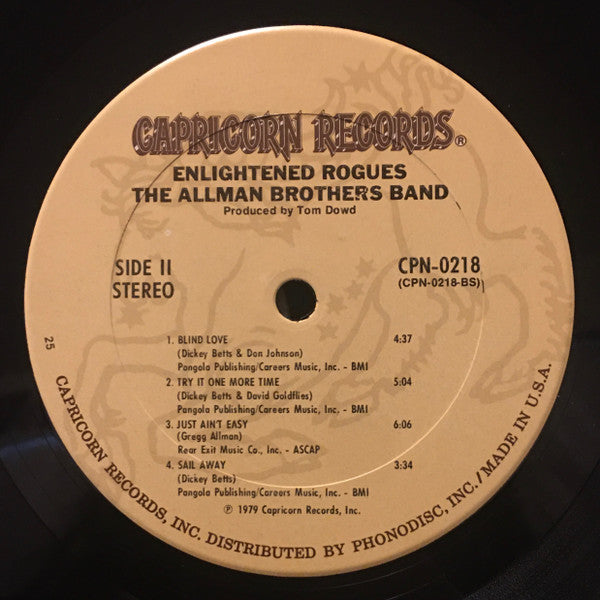 CAPRICORN RECORDS®
ENLIGHTENED ROGUES
THE ALLMAN BROTHERS BAND
Produced by Tom Dowd
SIDE II
STEREO
CPN-0218
(CPN-0218-BS)
1. BLIND LOVE 4:37
(Dickey Betts & Don Johnson)
Pangola Publishing/Careers Music, Inc. - BMI
2. TRY IT ONE MORE TIME 5:04
(Dickey Betts & David Goldflies)
Pangola Publishing/Careers Music, Inc. - BMI
3. JUST AIN'T EASY 6:06
(Gregg Allman)
Rear Exit Music Co., Inc. - ASCAP
4. SAIL AWAY 3:34
(Dickey Betts)
Pangola Publishing/Careers Music, Inc. - BMI
℗ 1979 Capricorn Records, Inc.
25
CAPRICORN RECORDS, INC. DISTRIBUTED BY PHONODISC, INC./MADE IN U.S.A.